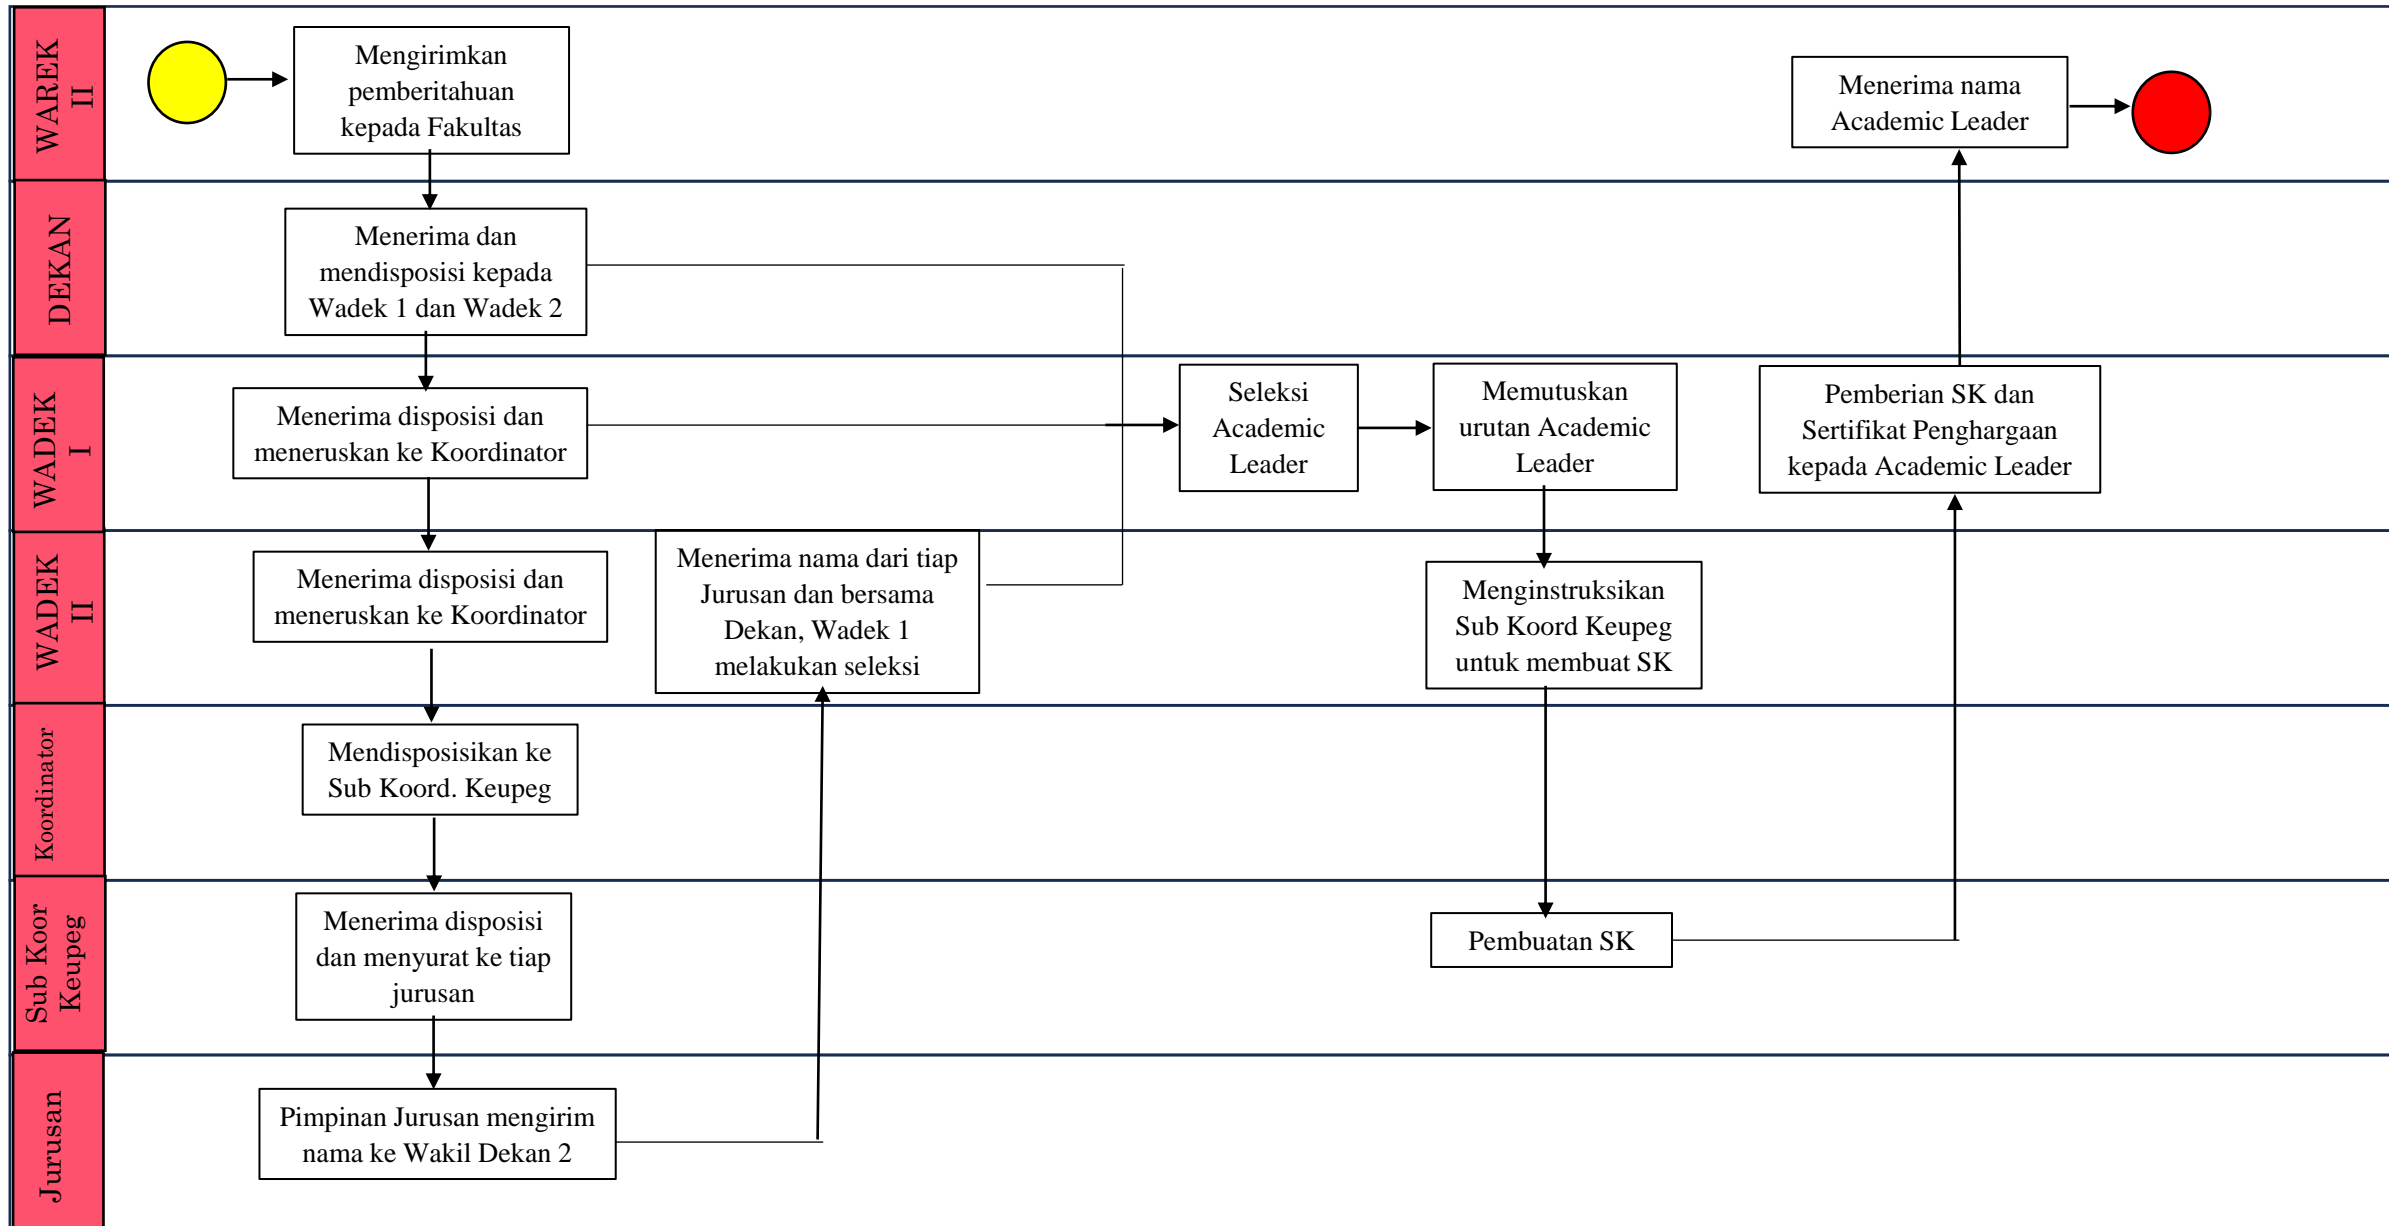 WAREK
II
Mengirimkan
pemberitahuan
kepada Fakultas
Menerima nama
Academic Leader
DEKAN
Menerima dan
mendisposisi kepada
Wadek 1 dan Wadek 2
WADEK
I
Menerima disposisi dan
meneruskan ke Koordinator
Seleksi
Academic
Leader
Memutuskan
urutan Academic
Leader
Pemberian SK dan
Sertifikat Penghargaan
kepada Academic Leader
WADEK
II
Menerima disposisi dan
meneruskan ke Koordinator
Menerima nama dari tiap
Jurusan dan bersama
Dekan, Wadek 1
melakukan seleksi
Menginstruksikan
Sub Koord Keupeg
untuk membuat SK
Koordinator
Mendisposisikan ke
Sub Koord. Keupeg
Sub Koor
Keupeg
Menerima disposisi
dan menyurat ke tiap
jurusan
Pembuatan SK
Jurusan
Pimpinan Jurusan mengirim
nama ke Wakil Dekan 2